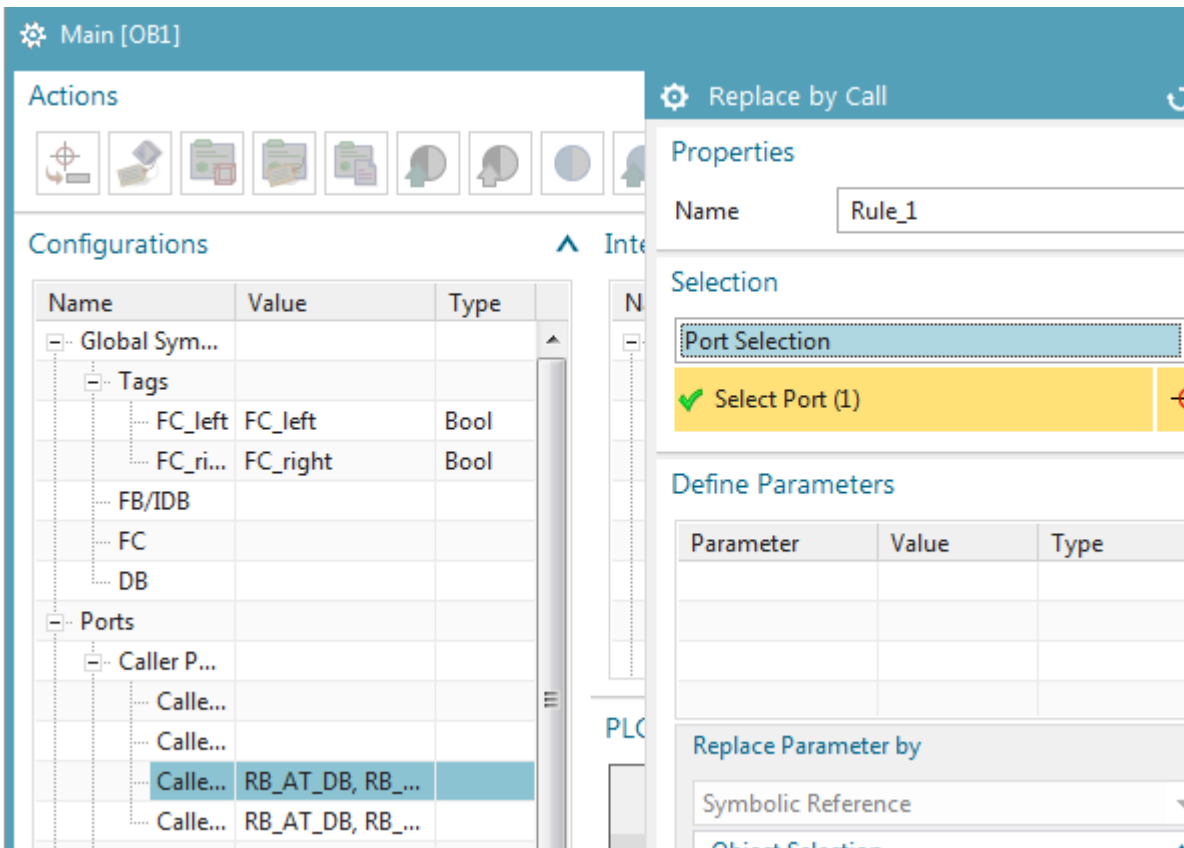 Main [OB1]
Actions
Configurations
Name Value Type
Global Sym...
Tags
FC_left FC_left Bool
FC_ri... FC_right Bool
FB/IDB
FC
DB
Ports
Caller P...
Calle...
Calle...
Calle... RB_AT_DB, RB_...
Calle... RB_AT_DB, RB_...
Inte
N
PLC
Replace by Call
Properties
Name Rule_1
Selection
Port Selection
Select Port (1)
Define Parameters
Parameter Value Type
Replace Parameter by
Symbolic Reference
Object Selection